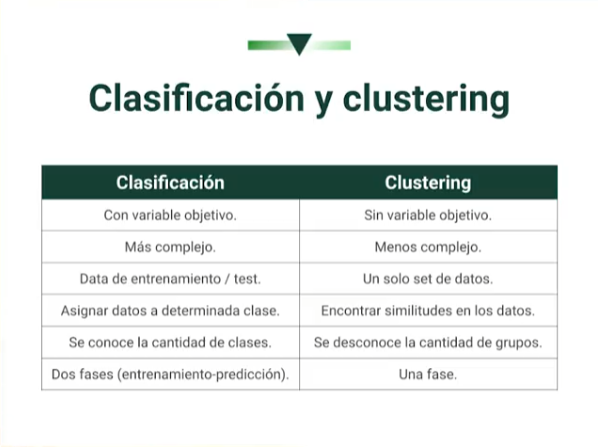 Clasificación y clustering
Clasificación Clustering
Con variable objetivo. Sin variable objetivo.
Más complejo. Menos complejo.
Data de entrenamiento / test. Un solo set de datos.
Asignar datos a determinada clase. Encontrar similitudes en los datos.
Se conoce la cantidad de clases. Se desconoce la cantidad de grupos.
Dos fases (entrenamiento-predicción). Una fase.